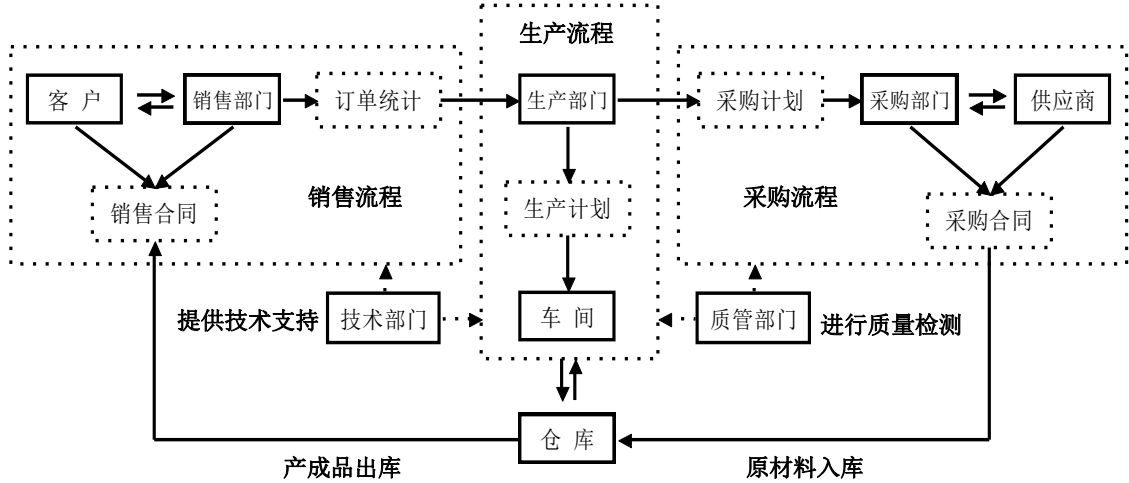 生产流程
客 户
销售部门
订单统计
生产部门
采购计划
采购部门
供应商
销售流程
采购流程
销售合同
生产计划
采购合同
提供技术支持
技术部门
车 间
质管部门
进行质量检测
仓 库
产成品出库
原材料入库